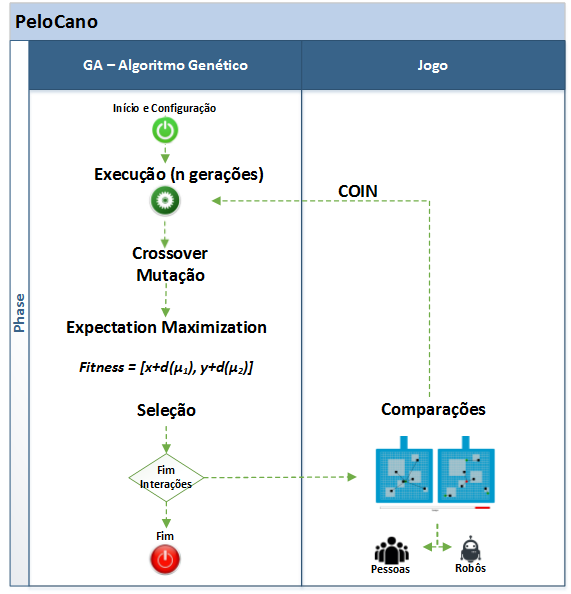 PeloCano
GA – Algoritmo Genético
Jogo
Phase
Início e Configuração
Execução (n gerações)
COIN
Crossover
Mutação
Expectation Maximization
Fitness = [x+d(µ₁), y+d(µ₂)]
Seleção
Comparações
Fim
Interações
Fim
Pessoas
Robôs